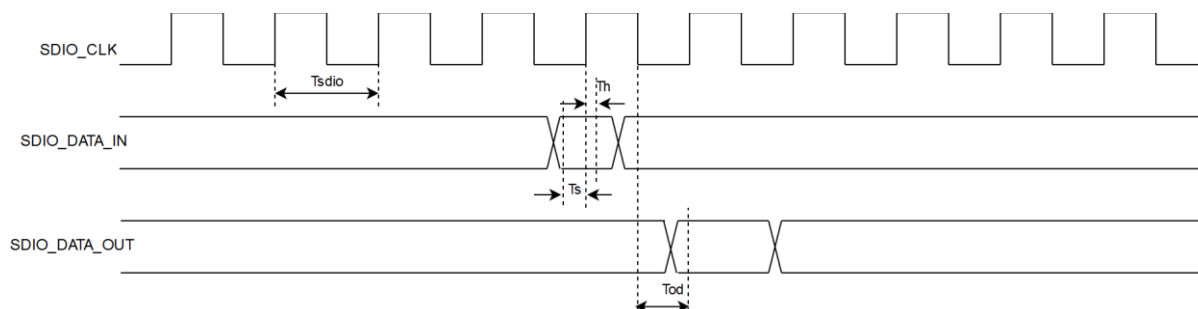 SDIO_CLK
Tsdio
Th
SDIO_DATA_IN
Ts
SDIO_DATA_OUT
Tod